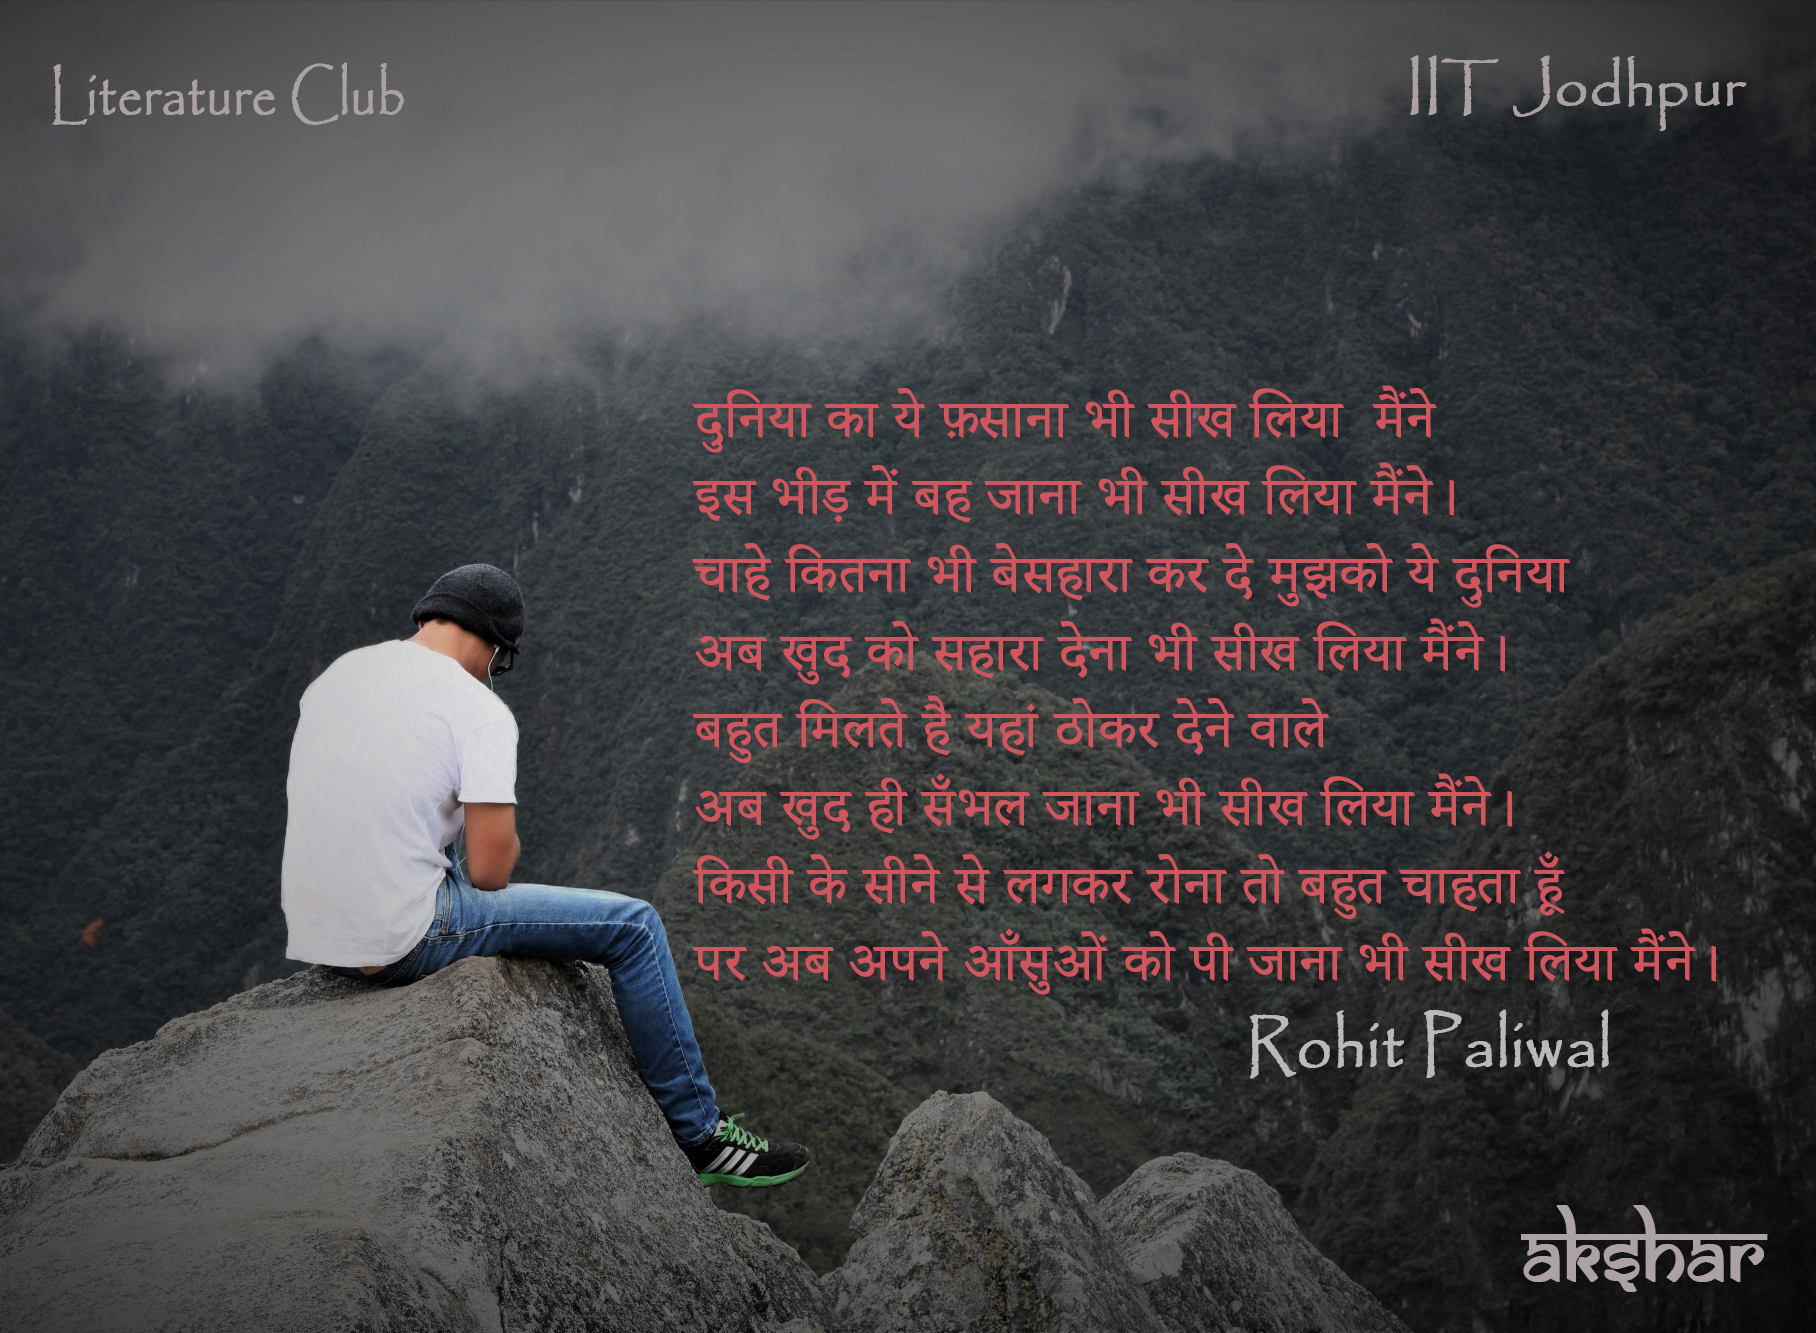 Literature Club
IIT Jodhpur
दुनिया का ये फ़साना भी सीख लिया मैंने
इस भीड़ में बह जाना भी सीख लिया मैंने।
चाहे कितना भी बेसहारा कर दे मुझको ये दुनिया
अब खुद को सहारा देना भी सीख लिया मैंने।
बहुत मिलते है यहां ठोकर देने वाले
अब खुद ही सँभल जाना भी सीख लिया मैंने।
किसी के सीने से लगकर रोना तो बहुत चाहता हूँ
पर अब अपने आँसुओं को पी जाना भी सीख लिया मैंने।
Rohit Paliwal
akshar